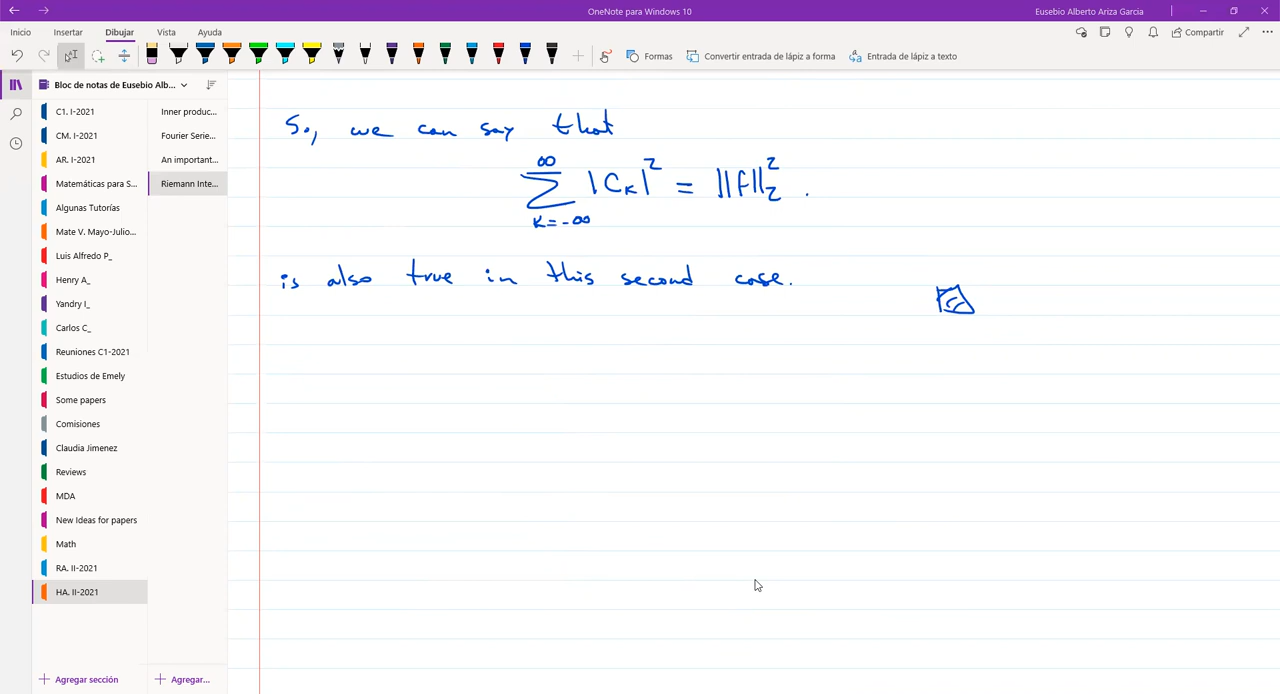 OneNote para Windows 10
Eusebio Alberto Ariza Garcia
Inicio
Insertar
Dibujar
Vista
Ayuda
Compartir
Formas
Convertir entrada de lápiz a forma
Entrada de lápiz a texto
Bloc de notas de Eusebio Alb...
C1. I-2021
CM. I-2021
AR. I-2021
Matemáticas para S...
Algunas Tutorías
Mate V. Mayo-Julio...
Luis Alfredo P_
Henry A_
Yandry I_
Carlos C_
Reuniones C1-2021
Estudios de Emely
Some papers
Comisiones
Claudia Jimenez
Reviews
MDA
New Ideas for papers
Math
RA. II-2021
HA. II-2021
Agregar sección
Inner produc...
Fourier Serie...
An important...
Riemann Inte...
Agregar...
So, we can say that
∑_{k=-∞}^{∞} |C_k|^2 = ||f||_2^2 .
is also true in this second case.